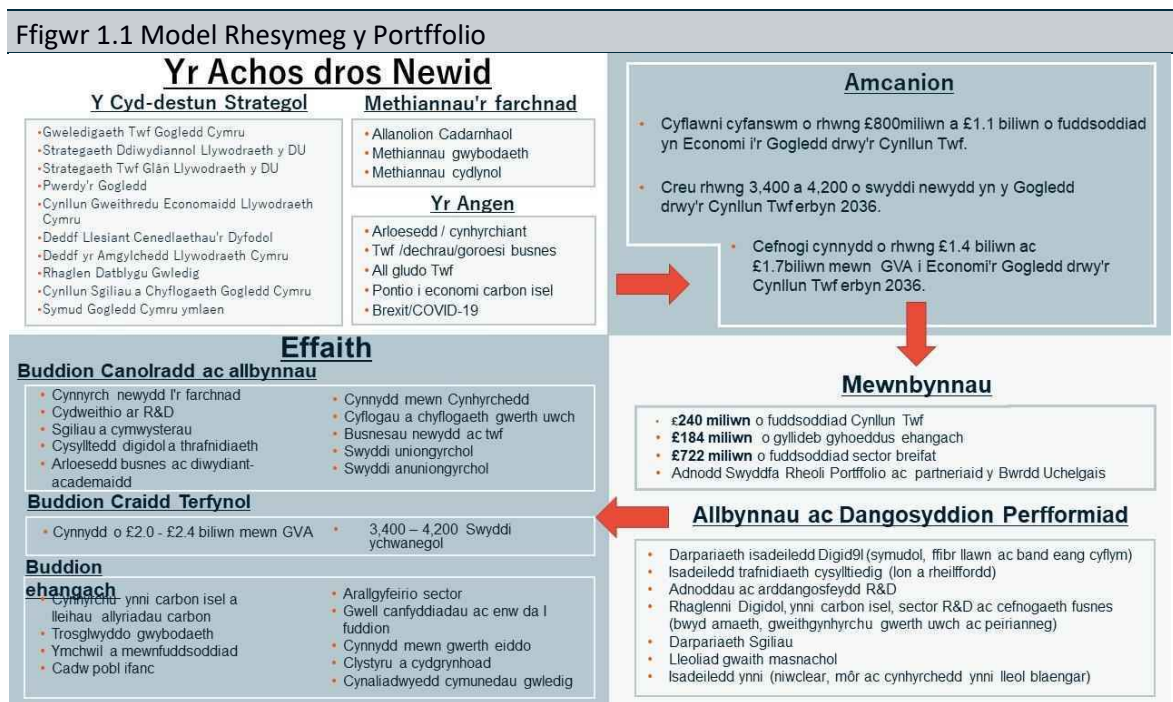 Ffigwr 1.1 Model Rhesymeg y Portffolio
Yr Achos dros Newid
Y Cyd-destun Strategol
•Gweledigaeth Twf Gogledd Cymru
•Strategaeth Ddiwydiannol Llywodraeth y DU
•Strategaeth Twf Glân Llywodraeth y DU
•Pwerdy'r Gogledd
•Cynllun Gweithredu Economaidd Llywodraeth
Cymru
•Deddf Llesiant Cenedlaethau'r Dyfodol
•Deddf yr Amgylchedd Llywodraeth Cymru
•Rhaglen Datblygu Gwledig
•Cynllun Sgiliau a Chyflogaeth Gogledd Cymru
•Symud Gogledd Cymru ymlaen
Methiannau'r farchnad
• Allanolion Cadarnhaol
• Methiannau gwybodaeth
• Methiannau cydlynol
Yr Angen
• Arloesedd / cynhyrchiant
• Twf /dechrau/goroesi busnes
• All gludo Twf
• Pontio i economi carbon isel
• Brexit/COVID-19
Amcanion
• Cyflawni cyfanswm o rhwng £800miliwn a £1.1 biliwn o fuddsoddiad
yn Economi i'r Gogledd drwy'r Cynllun Twf.
• Creu rhwng 3,400 a 4,200 o swyddi newydd yn y Gogledd
drwy'r Cynllun Twf erbyn 2036.
• Cefnogi cynnydd o rhwng £1.4 biliwn ac
£1.7biliwn mewn GVA i Economi'r Gogledd drwy'r
Cynllun Twf erbyn 2036.
Mewnbynnau
• £240 miliwn o fuddsoddiad Cynllun Twf
• £184 miliwn o gyllideb gyhoeddus ehangach
• £722 miliwn o fuddsoddiad sector breifat
• Adnodd Swyddfa Rheoli Portffolio ac partneriaid y Bwrdd Uchelgais
Allbynnau ac Dangosyddion Perfformiad
• Darpariaeth isadeiledd Digid9l (symudol, ffibr llawn ac band eang cyflym)
• Isadeiledd trafnidiaeth cysylltiedig (lon a rheilffordd)
• Adnoddau ac arddangosfeydd R&D
• Rhaglenni Digidol, ynni carbon isel, sector R&D ac cefnogaeth fusnes
(bwyd amaeth, gweithgynhyrchu gwerth uwch ac peirianneg)
• Darpariaeth Sgiliau
• Lleoliad gwaith masnachol
• Isadeiledd ynni (niwclear, môr ac cynhyrchedd ynni lleol blaengar)
Effaith
Buddion Canolradd ac allbynnau
• Cynnyrch newydd I'r farchnad
• Cydweithio ar R&D
• Sgiliau a cymwysterau
• Cysylltedd digidol a thrafnidiaeth
• Arloesedd busnes ac diwydiant-
academaidd
• Cynnydd mewn Cynhyrchedd
• Cyflogau a chyflogaeth gwerth uwch
• Busnesau newydd ac twf
• Swyddi uniongyrchol
• Swyddi anuniongyrchol
Buddion Craidd Terfynol
• Cynnydd o £2.0 - £2.4 biliwn mewn GVA
• 3,400 – 4,200 Swyddi
ychwanegol
Buddion
ehangach
• Cynhyrchu ynni carbon isel a
lleihau allyriadau carbon
• Trosglwyddo gwybodaeth
• Ymchwil a mewnfuddsoddiad
• Cadw pobl ifanc
• Arallgyfeirio sector
• Gwell canfyddiadau ac enw da I
fuddion
• Cynnydd mewn gwerth eiddo
• Clystyru a cydgrynhoad
• Cynaliadwyedd cymunedau gwledig